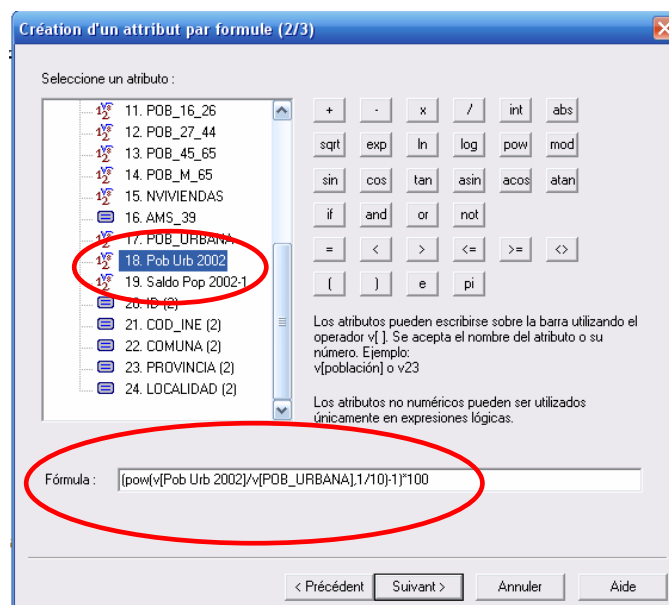 Création d'un attribut par formule (2/3)
Seleccione un atributo :
11. POB_16_26
12. POB_27_44
13. POB_45_65
14. POB_M_65
15. NVIVIENDAS
16. AMS_39
17. POB_URBANA
18. Pob Urb 2002
19. Saldo Pop 2002-1
20. ID (2)
21. COD_INE (2)
22. COMUNA (2)
23. PROVINCIA (2)
24. LOCALIDAD (2)
+ - x / int abs
sqrt exp ln log pow mod
sin cos tan asin acos atan
if and or not
= < > <= >= <>
( ) e pi
Los atributos pueden escribirse sobre la barra utilizando el
operador v[ ]. Se acepta el nombre del atributo o su
número. Ejemplo:
v[población] o v23
Los atributos no numéricos pueden ser utilizados
únicamente en expresiones lógicas.
Fórmula : (pow(v[Pob Urb 2002]/v[POB_URBANA],1/10)-1)*100
< Précédent Suivant > Annuler Aide